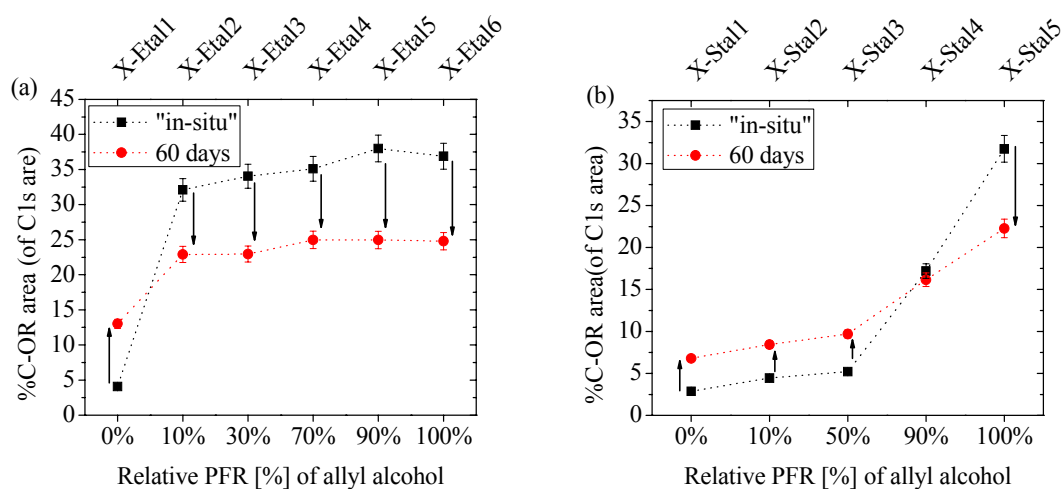 X-Etal1 X-Etal2 X-Etal3 X-Etal4 X-Etal5 X-Etal6
(a)
45
40
35
30
25
20
15
10
5
0
%C-OR area (of C1s are)
"in-situ"
60 days
0% 10% 30% 70% 90% 100%
Relative PFR [%] of allyl alcohol
X-Stal1 X-Stal2 X-Stal3 X-Stal4 X-Stal5
(b)
35
30
25
20
15
10
5
0
%C-OR area(of C1s area)
"in-situ"
60 days
0% 10% 50% 90% 100%
Relative PFR [%] of allyl alcohol